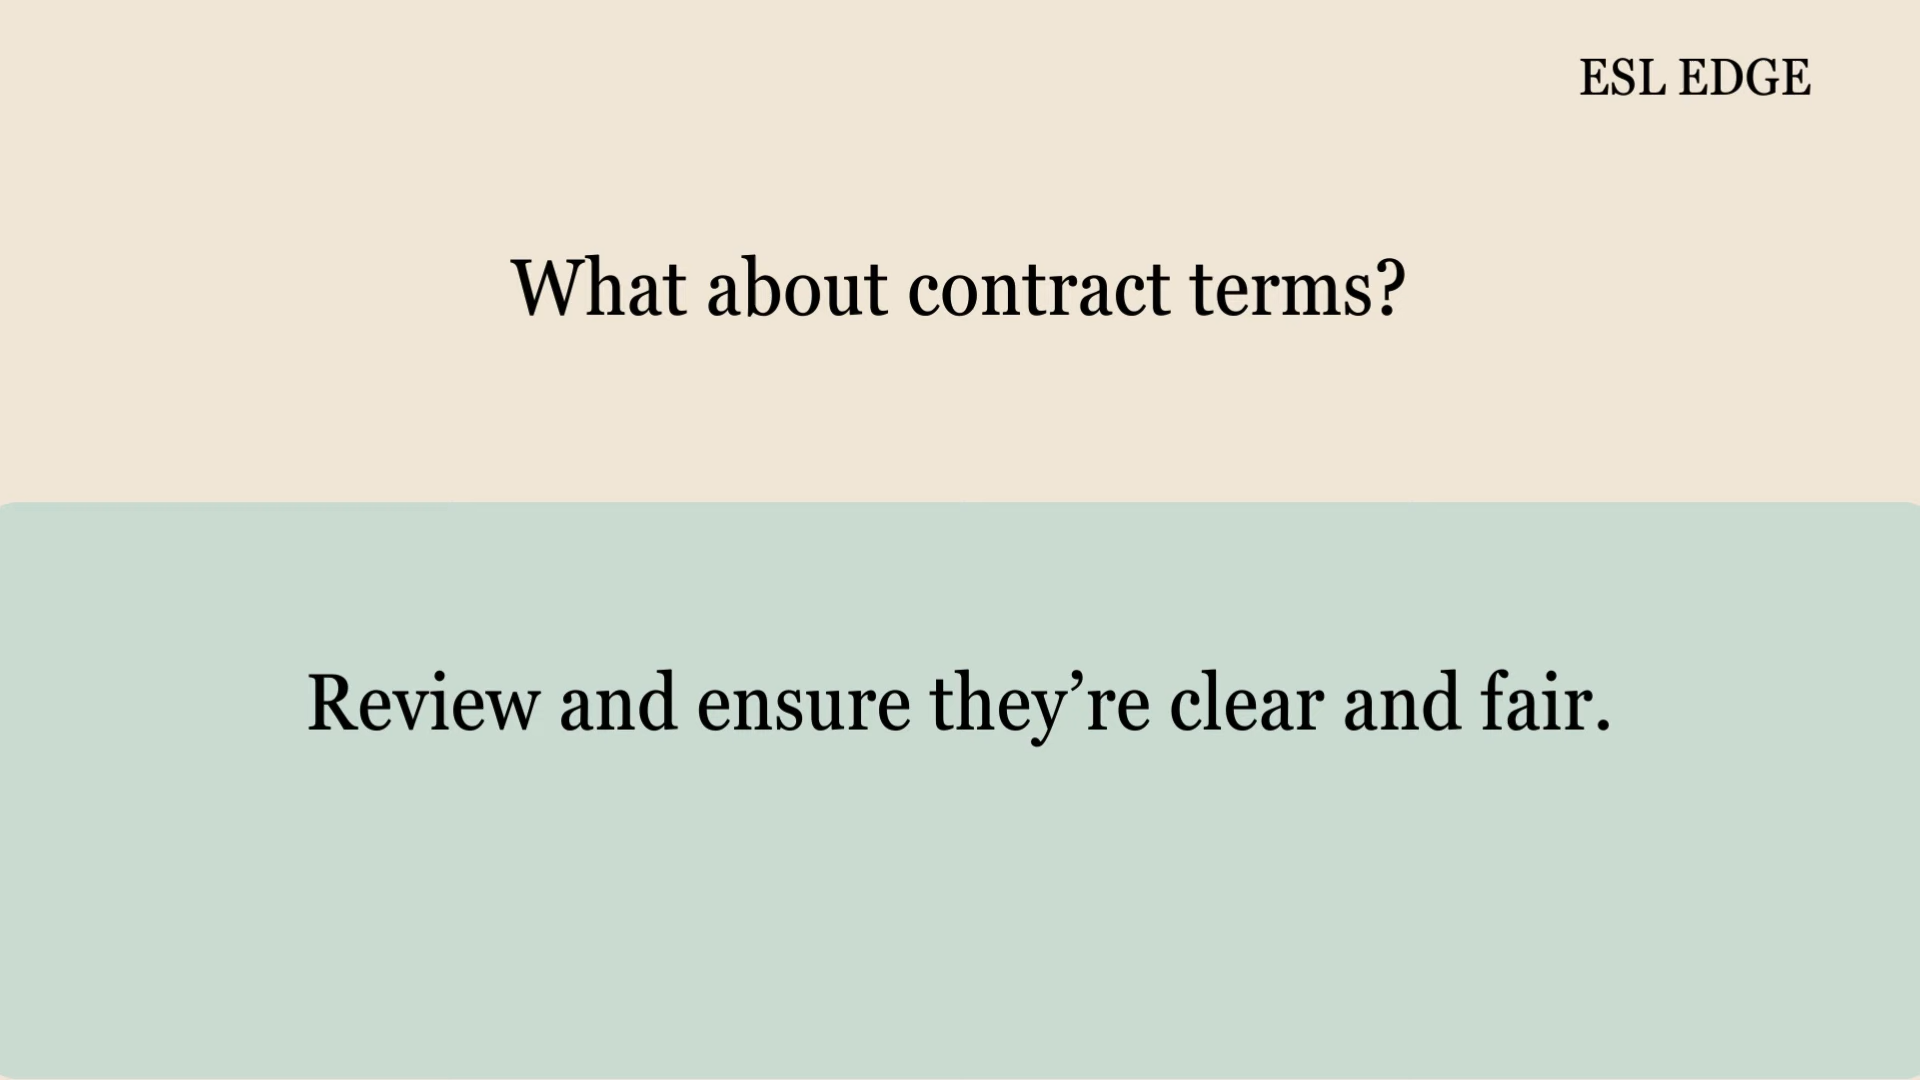 ESL EDGE
What about contract terms?
Review and ensure they’re clear and fair.